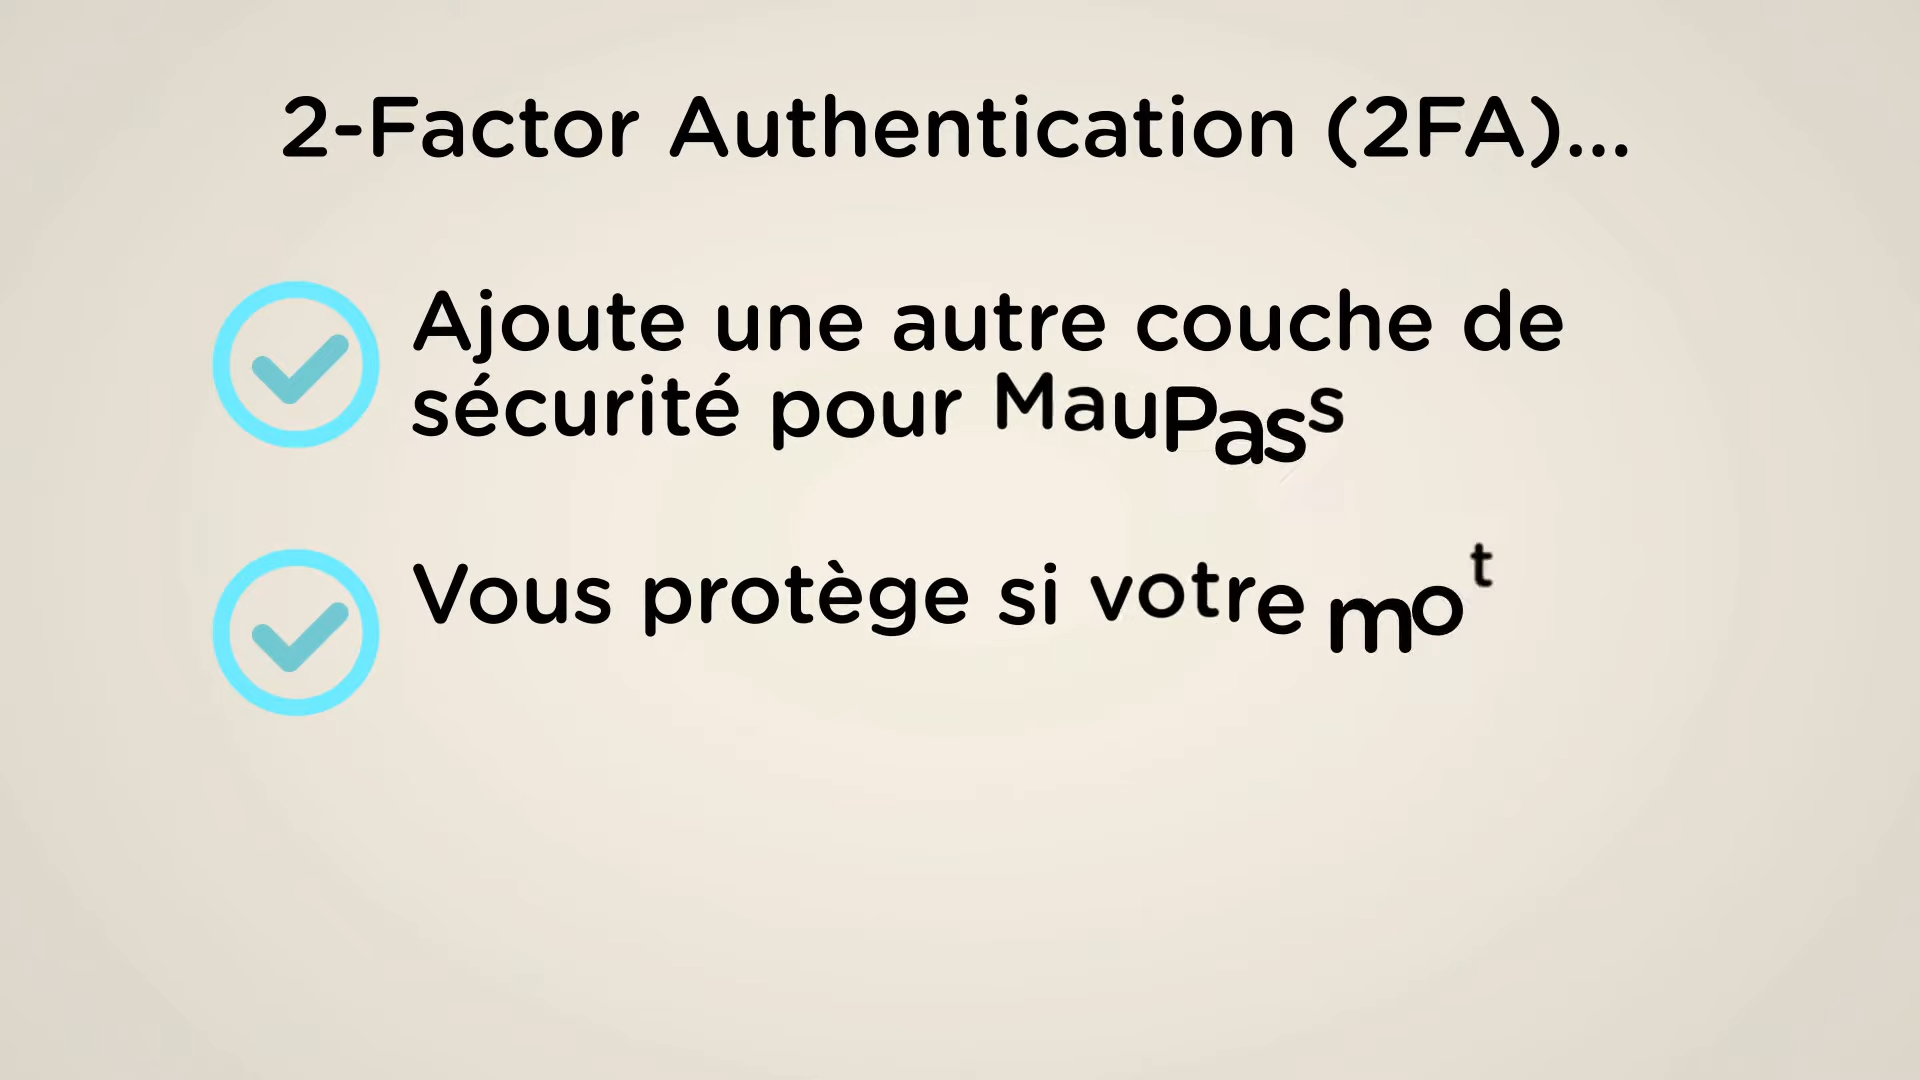 2-Factor Authentication (2FA)...
Ajoute une autre couche de
sécurité pour MauPass
Vous protège si votre mot